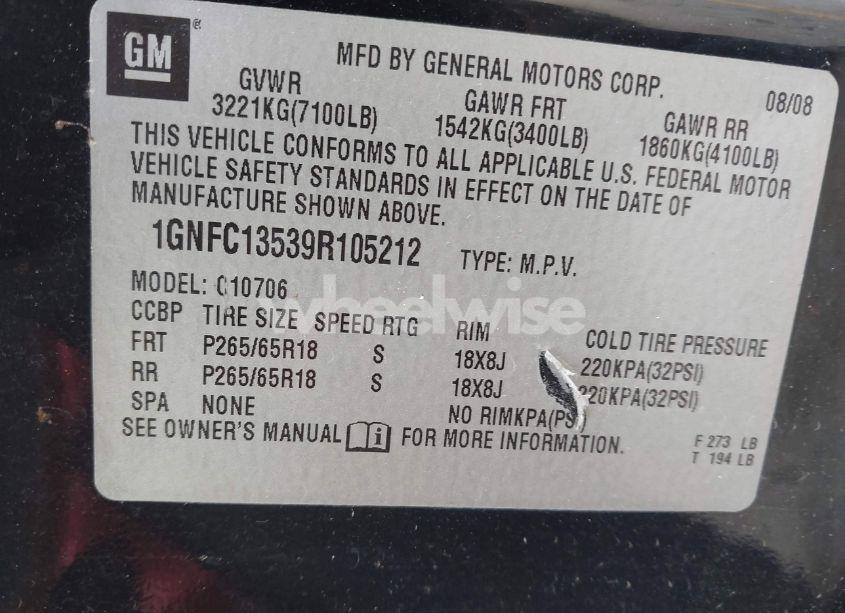 GM ®
MFD BY GENERAL MOTORS CORP. 08/08
GVWR GAWR FRT GAWR RR
3221KG(7100LB) 1542KG(3400LB) 1860KG(4100LB)
THIS VEHICLE CONFORMS TO ALL APPLICABLE U.S. FEDERAL MOTOR
VEHICLE SAFETY STANDARDS IN EFFECT ON THE DATE OF
MANUFACTURE SHOWN ABOVE.
1GNFC13539R105212 TYPE: M.P.V.
MODEL: C10706
wheelwise
CCBP TIRE SIZE SPEED RTG RIM COLD TIRE PRESSURE
FRT P265/65R18 S 18X8J 220KPA(32PSI)
RR P265/65R18 S 18X8J 220KPA(32PSI)
SPA NONE NO RIMKPA(PSI)
SEE OWNER'S MANUAL i FOR MORE INFORMATION.
F 273 LB
T 194 LB